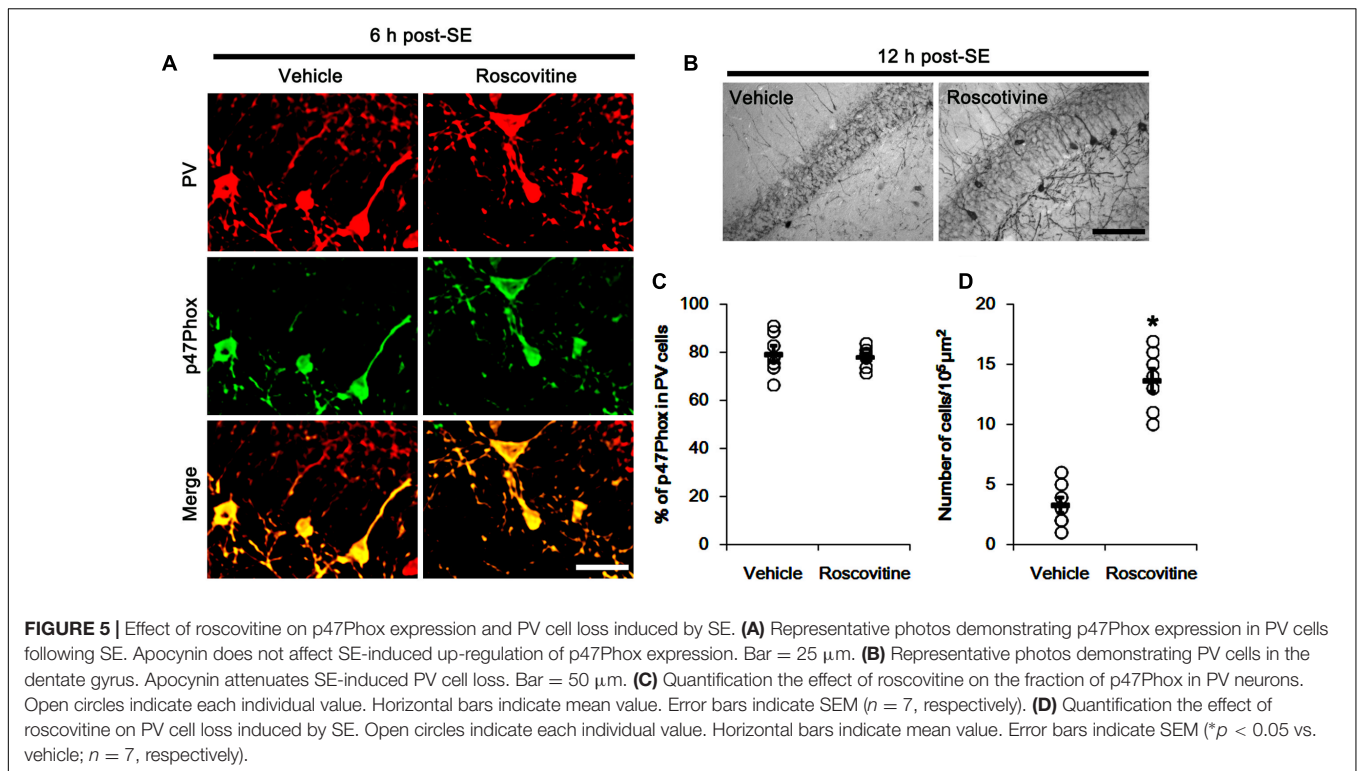 6 h post-SE
A
Vehicle
Roscovitine
PV
p47Phox
Merge
B
12 h post-SE
Vehicle
Roscotivine
C
% of p47Phox in PV cells
100
80
60
40
20
0
Vehicle
Roscovitine
D
Number of cells/10⁵μm²
20
15
10
5
0
*
Vehicle
Roscovitine
FIGURE 5 | Effect of roscovitine on p47Phox expression and PV cell loss induced by SE. (A) Representative photos demonstrating p47Phox expression in PV cells
following SE. Apocynin does not affect SE-induced up-regulation of p47Phox expression. Bar = 25 μm. (B) Representative photos demonstrating PV cells in the
dentate gyrus. Apocynin attenuates SE-induced PV cell loss. Bar = 50 μm. (C) Quantification the effect of roscovitine on the fraction of p47Phox in PV neurons.
Open circles indicate each individual value. Horizontal bars indicate mean value. Error bars indicate SEM (n = 7, respectively). (D) Quantification the effect of
roscovitine on PV cell loss induced by SE. Open circles indicate each individual value. Horizontal bars indicate mean value. Error bars indicate SEM (*p < 0.05 vs.
vehicle; n = 7, respectively).